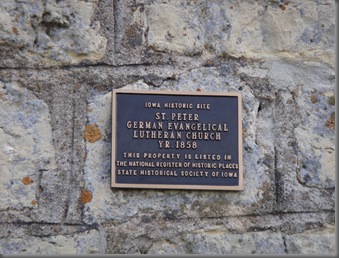 IOWA HISTORIC SITE
ST PETER
GERMAN EVANGELICAL
LUTHERAN CHURCH
YR 1858
THIS PROPERTY IS LISTED IN
THE NATIONAL REGISTER OF HISTORIC PLACES
STATE HISTORICAL SOCIETY OF IOWA